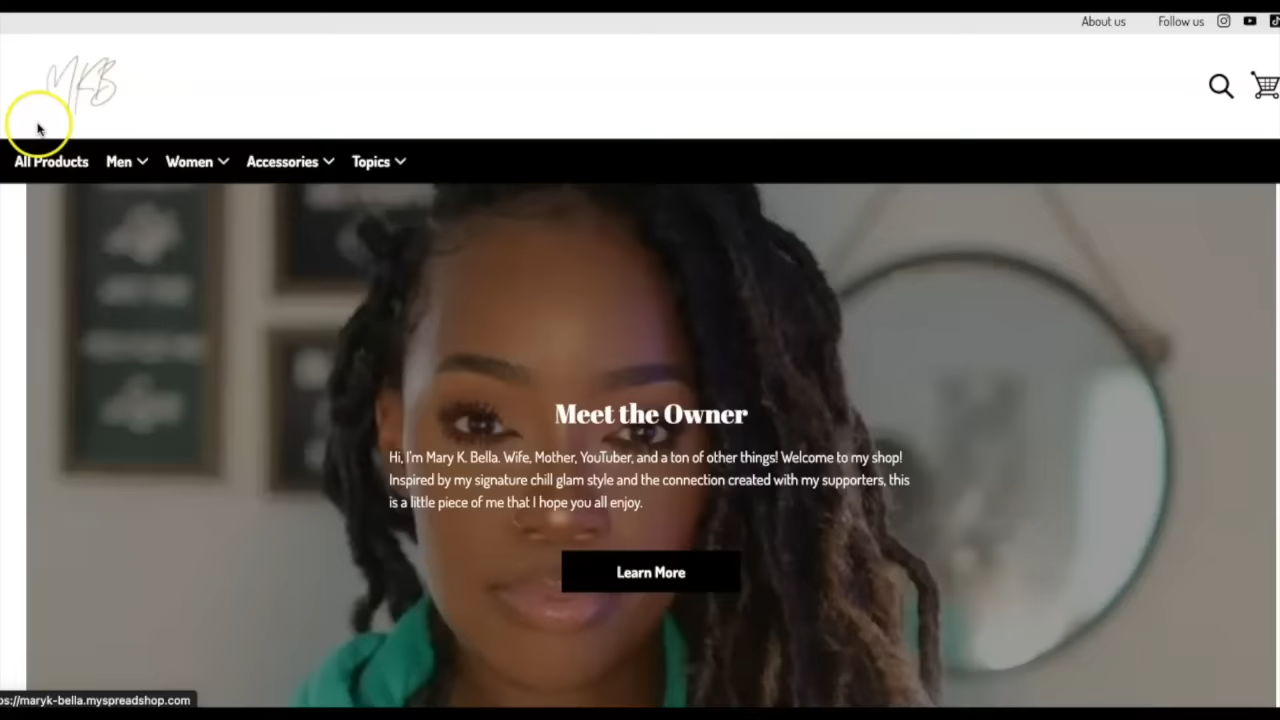 About us Follow us
MKB
All Products Men Women Accessories Topics
Meet the Owner
Hi, I'm Mary K. Bella. Wife, Mother, YouTuber, and a ton of other things! Welcome to my shop!
Inspired by my signature chill glam style and the connection created with my supporters, this
is a little piece of me that I hope you all enjoy.
Learn More
ps://maryk-bella.myspreadshop.com